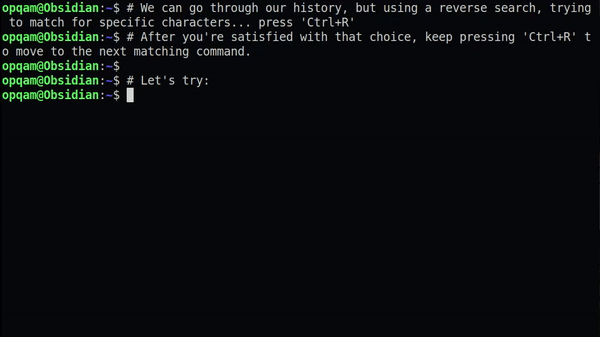 opqam@Obsidian:~$ # We can go through our history, but using a reverse search, trying
 to match for specific characters... press 'Ctrl+R'
opqam@Obsidian:~$ # After you're satisfied with that choice, keep pressing 'Ctrl+R' t
o move to the next matching command.
opqam@Obsidian:~$
opqam@Obsidian:~$ # Let's try:
opqam@Obsidian:~$